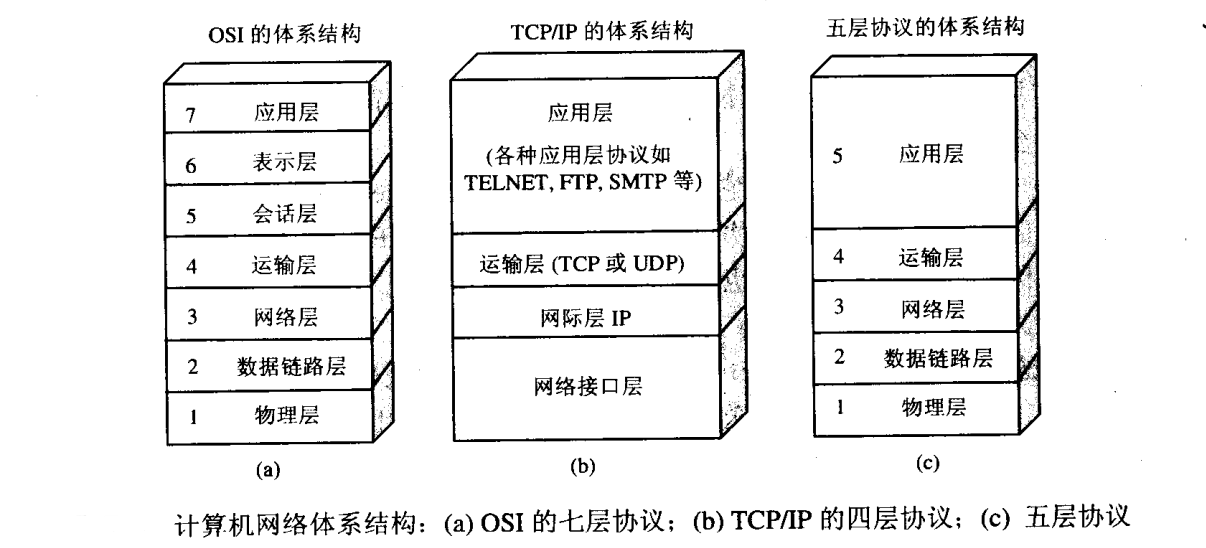 OSI 的体系结构
7 应用层
6 表示层
5 会话层
4 运输层
3 网络层
2 数据链路层
1 物理层
(a)
TCP/IP 的体系结构
应用层
(各种应用层协议如
TELNET, FTP, SMTP 等)
运输层 (TCP 或 UDP)
网际层 IP
网络接口层
(b)
五层协议的体系结构
5 应用层
4 运输层
3 网络层
2 数据链路层
1 物理层
(c)
计算机网络体系结构：(a) OSI 的七层协议；(b) TCP/IP 的四层协议；(c) 五层协议